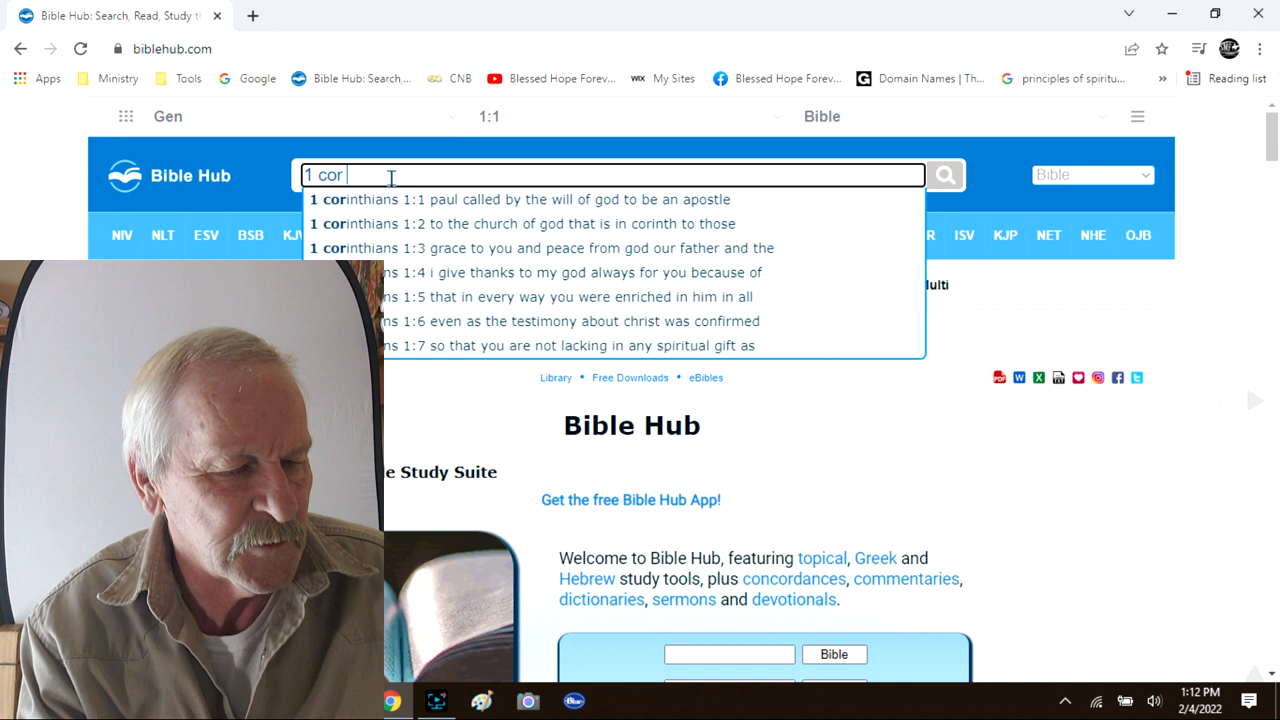 Bible Hub: Search, Read, Study t
biblehub.com
Apps Ministry Tools Google Bible Hub: Search,... CNB Blessed Hope Forev... WIX My Sites Blessed Hope Forev... Domain Names | Th... principles of spiritu... » Reading list
Gen 1:1 Bible
Bible Hub 1 cor Bible
1 corinthians 1:1 paul called by the will of god to be an apostle
1 corinthians 1:2 to the church of god that is in corinth to those
NIV NLT ESV BSB KJ R ISV KJP NET NHE OJB
1 corinthians 1:3 grace to you and peace from god our father and the
ns 1:4 i give thanks to my god always for you because of
ulti
ns 1:5 that in every way you were enriched in him in all
ns 1:6 even as the testimony about christ was confirmed
ns 1:7 so that you are not lacking in any spiritual gift as
Library • Free Downloads • eBibles
Bible Hub
e Study Suite
Get the free Bible Hub App!
Welcome to Bible Hub, featuring topical, Greek and
Hebrew study tools, plus concordances, commentaries,
dictionaries, sermons and devotionals.
Bible
1:12 PM
2/4/2022